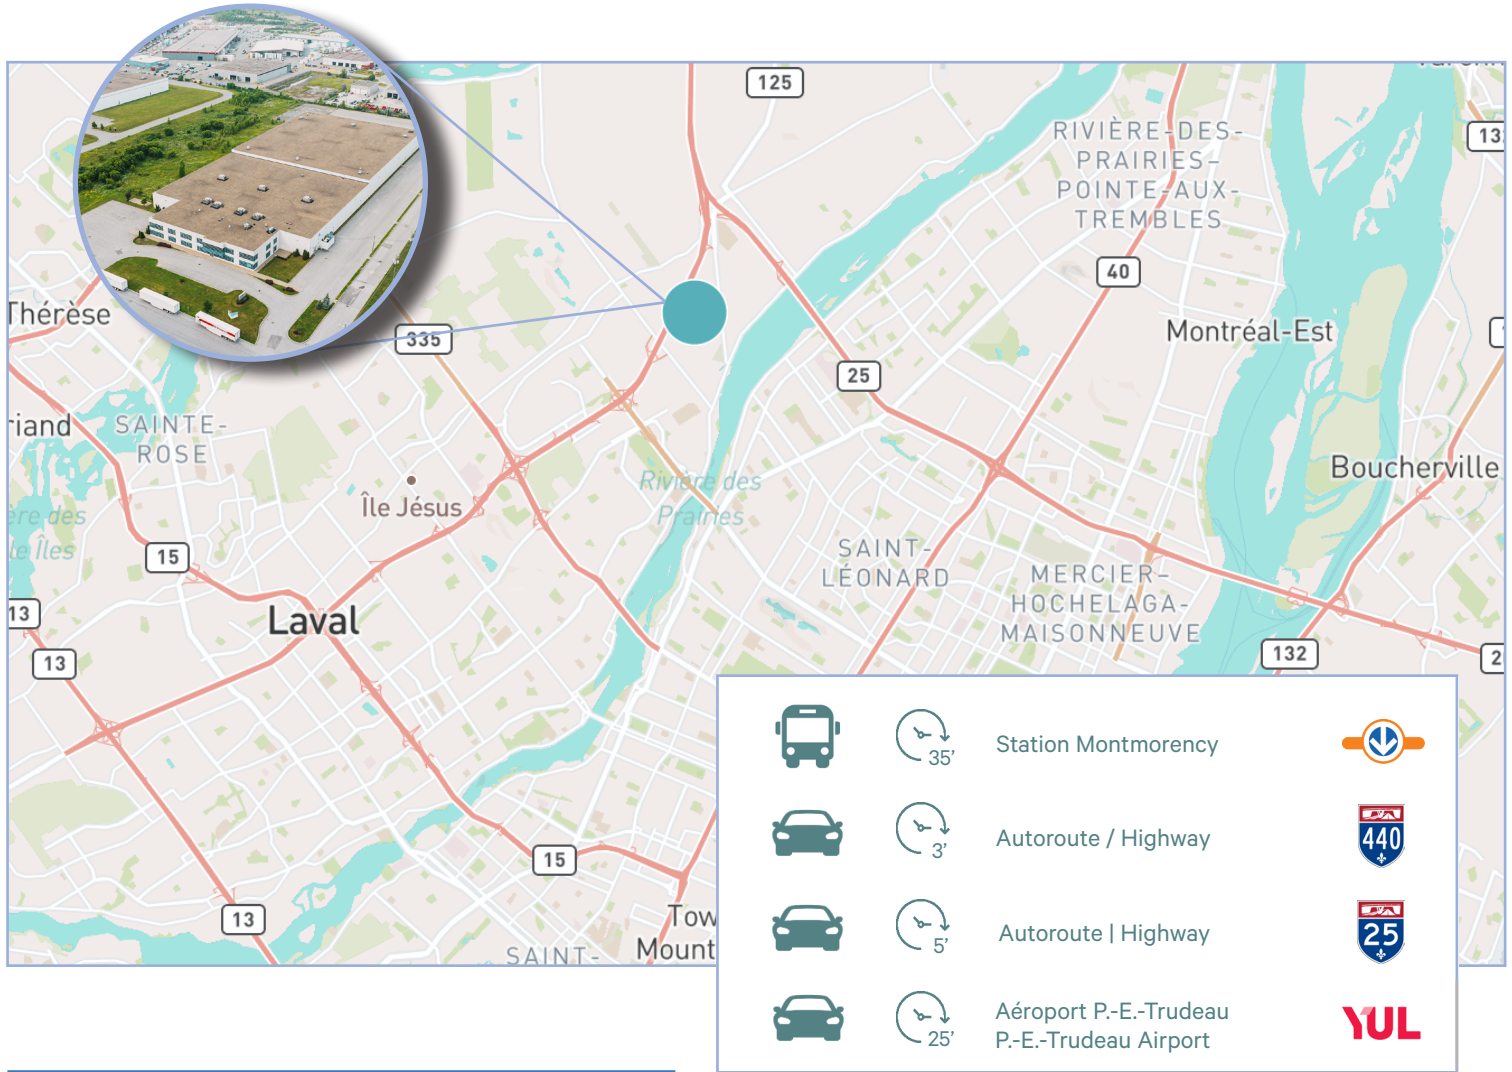 125
RIVIÈRE-DES-
PRAIRIES-
POINTE-AUX-
TREMBLES
13
40
Thérèse
335
Montréal-Est
25
SAINTE-
ROSE
Boucherville
Rivière des
Prairies
Île Jésus
ère des
le Îles
15
SAINT-
LÉONARD
MERCIER–
HOCHELAGA-
MAISONNEUVE
13
Laval
13
132
2
15
13
SAINT-
Tow
Mount
35’
Station Montmorency
3’
Autoroute / Highway
440
5’
Autoroute | Highway
25
25’
Aéroport P.-E.-Trudeau
P.-E.-Trudeau Airport
YUL